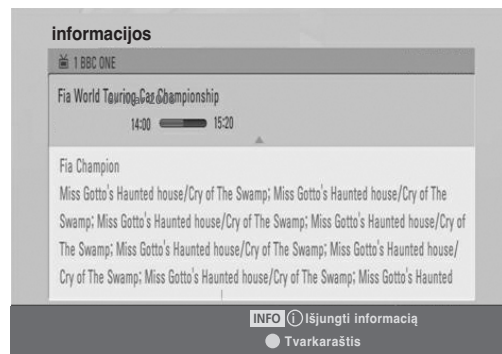 informacijos
1 BBC ONE
Fia World Touring Car Championship
14:00 15:20
Fia Champion
Miss Gotto's Haunted house/Cry of The Swamp; Miss Gotto's Haunted house/Cry of The
Swamp; Miss Gotto's Haunted house/Cry of The Swamp; Miss Gotto's Haunted house/Cry of
The Swamp; Miss Gotto's Haunted house/Cry of The Swamp; Miss Gotto's Haunted house/
Cry of The Swamp; Miss Gotto's Haunted house/Cry of The Swamp; Miss Gotto's Haunted
INFO i Išjungti informaciją
Tvarkaraštis